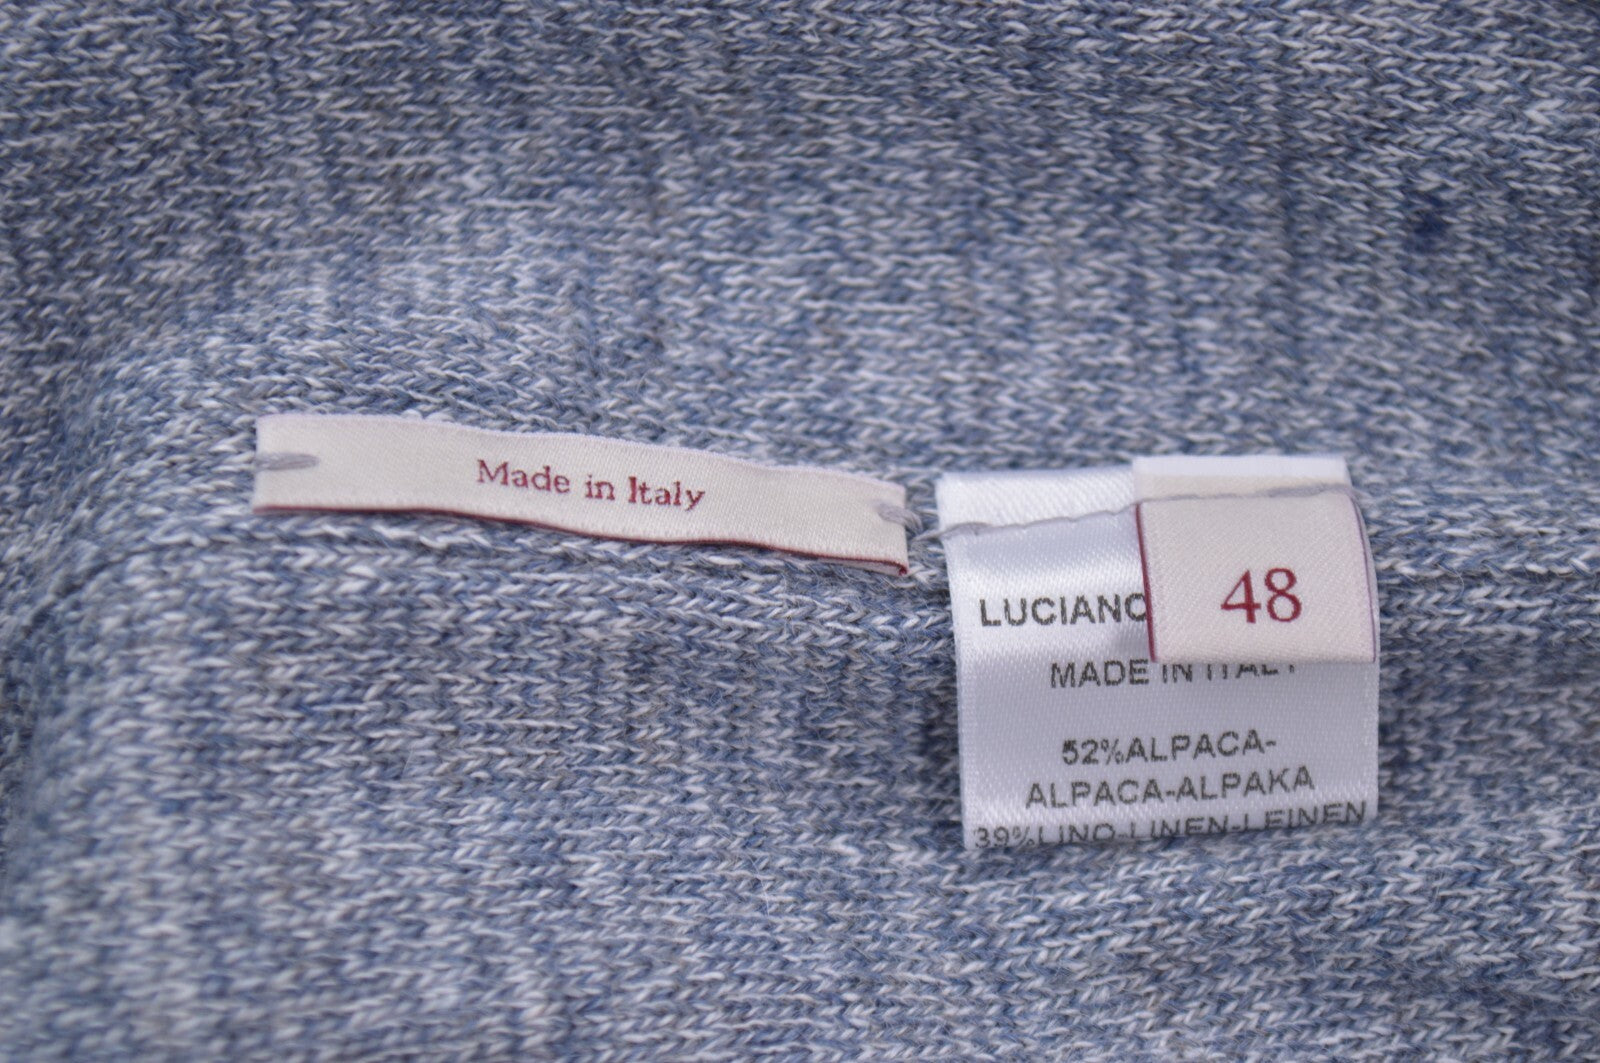 Made in Italy
48
LUCIANO
MADE IN ITALY
52%ALPACA-
ALPACA-ALPAKA
39%LINO-LINEN-LEINEN